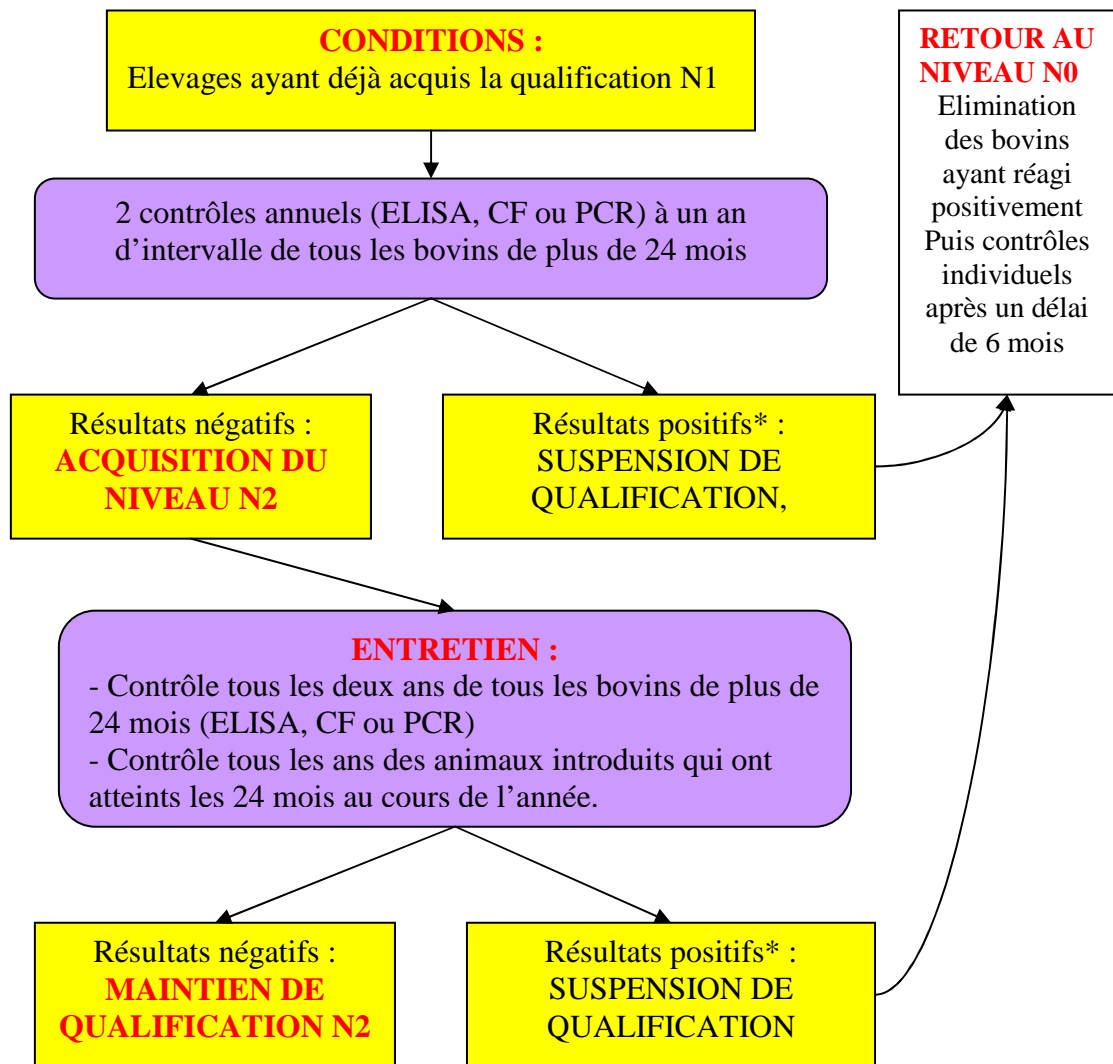 CONDITIONS :
Elevages ayant déjà acquis la qualification N1
RETOUR AU
NIVEAU N0
Elimination
des bovins
ayant réagi
positivement
Puis contrôles
individuels
après un délai
de 6 mois
2 contrôles annuels (ELISA, CF ou PCR) à un an
d’intervalle de tous les bovins de plus de 24 mois
Résultats négatifs :
ACQUISITION DU
NIVEAU N2
Résultats positifs* :
SUSPENSION DE
QUALIFICATION,
ENTRETIEN :
- Contrôle tous les deux ans de tous les bovins de plus de
24 mois (ELISA, CF ou PCR)
- Contrôle tous les ans des animaux introduits qui ont
atteints les 24 mois au cours de l’année.
Résultats négatifs :
MAINTIEN DE
QUALIFICATION N2
Résultats positifs* :
SUSPENSION DE
QUALIFICATION